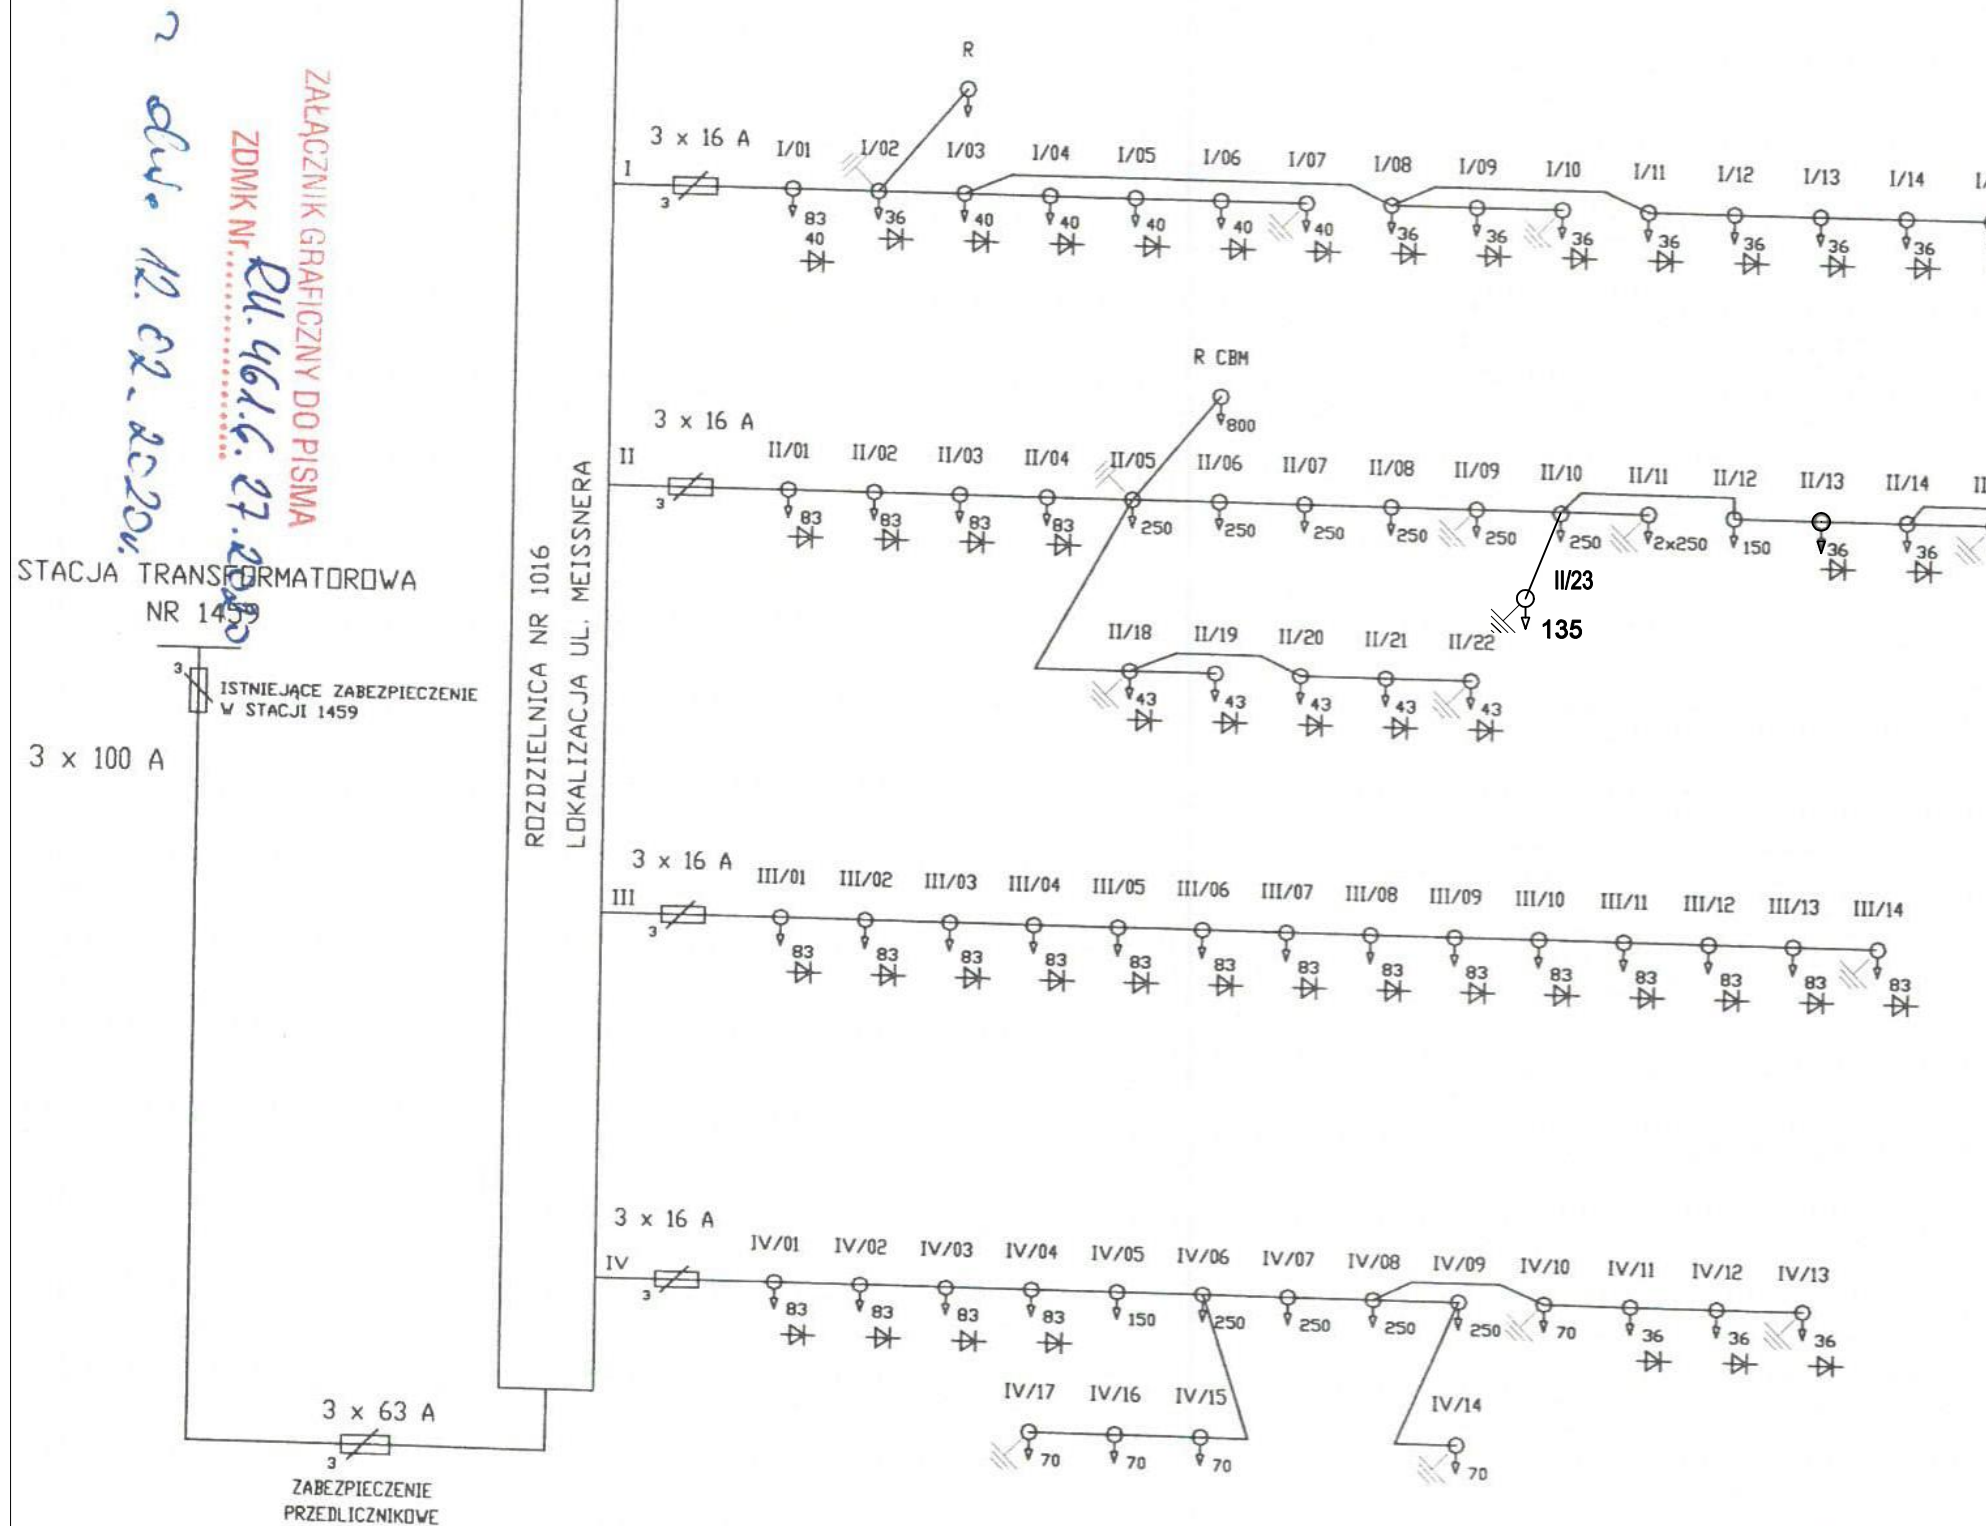 ZAŁĄCZNIK GRAFICZNY DO PISMA
ZDMK Nr
12. 02. 2020r.
STACJA TRANSFORMATOROWA
NR 1459
3
ISTNIEJĄCE ZABEZPIECZENIE
W STACJI 1459
3 x 100 A
3 x 63 A
3
ZABEZPIECZENIE
PRZEDLICZNIKOWE
ROZDZIELNICA NR 1016
LOKALIZACJA UL. MEISSNERA
R
3 x 16 A
I
3
I/01 I/02 I/03 I/04 I/05 I/06 I/07 I/08 I/09 I/10 I/11 I/12 I/13 I/14
83 36 40 40 40 40 40 36 36 36 36 36 36 36
40
R CBM
800
3 x 16 A
II
3
II/01 II/02 II/03 II/04 II/05 II/06 II/07 II/08 II/09 II/10 II/11 II/12 II/13 II/14
83 83 83 83 250 250 250 250 250 250 2x250 150 36 36
II/23
135
II/18 II/19 II/20 II/21 II/22
43 43 43 43 43
3 x 16 A
III
3
III/01 III/02 III/03 III/04 III/05 III/06 III/07 III/08 III/09 III/10 III/11 III/12 III/13 III/14
83 83 83 83 83 83 83 83 83 83 83 83 83 83
3 x 16 A
IV
3
IV/01 IV/02 IV/03 IV/04 IV/05 IV/06 IV/07 IV/08 IV/09 IV/10 IV/11 IV/12 IV/13
83 83 83 83 150 250 250 250 250 70 36 36 36
IV/17 IV/16 IV/15 IV/14
70 70 70 70